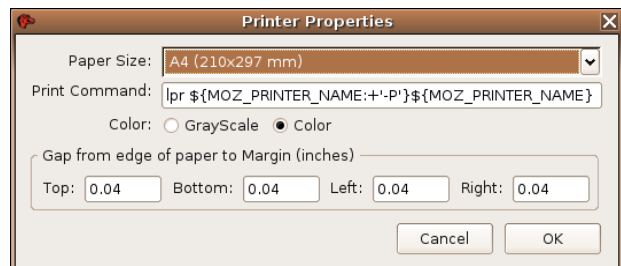 Printer Properties
Paper Size: A4 (210x297 mm)
Print Command: lpr ${MOZ_PRINTER_NAME:+'-P'}${MOZ_PRINTER_NAME}
Color: GrayScale Color
Gap from edge of paper to Margin (inches)
Top: 0.04 Bottom: 0.04 Left: 0.04 Right: 0.04
Cancel OK